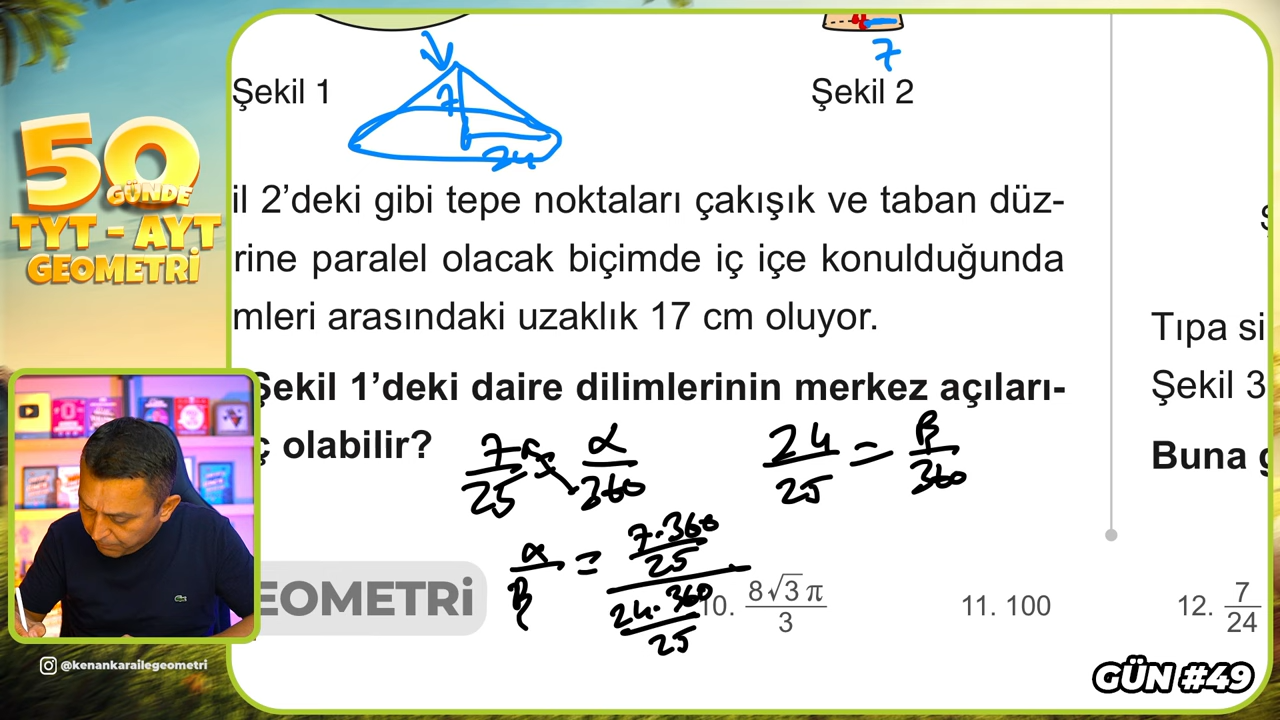 7
Şekil 1
7
24
Şekil 2
il 2’deki gibi tepe noktaları çakışık ve taban düz-
rine paralel olacak biçimde iç içe konulduğunda
mleri arasındaki uzaklık 17 cm oluyor.
Şekil 1’deki daire dilimlerinin merkez açıları-
ç olabilir?
7/25 = α/360
24/25 = β/360
α/β = (7·360/25)/(24·360/25)
EOMETRİ
10. 8√3π/3
11. 100
12. 7/24
Tıpa si
Şekil 3
Buna g
50
GÜNDE
TYT - AYT
GEOMETRİ
@kenankarailegeometri
GÜN #49